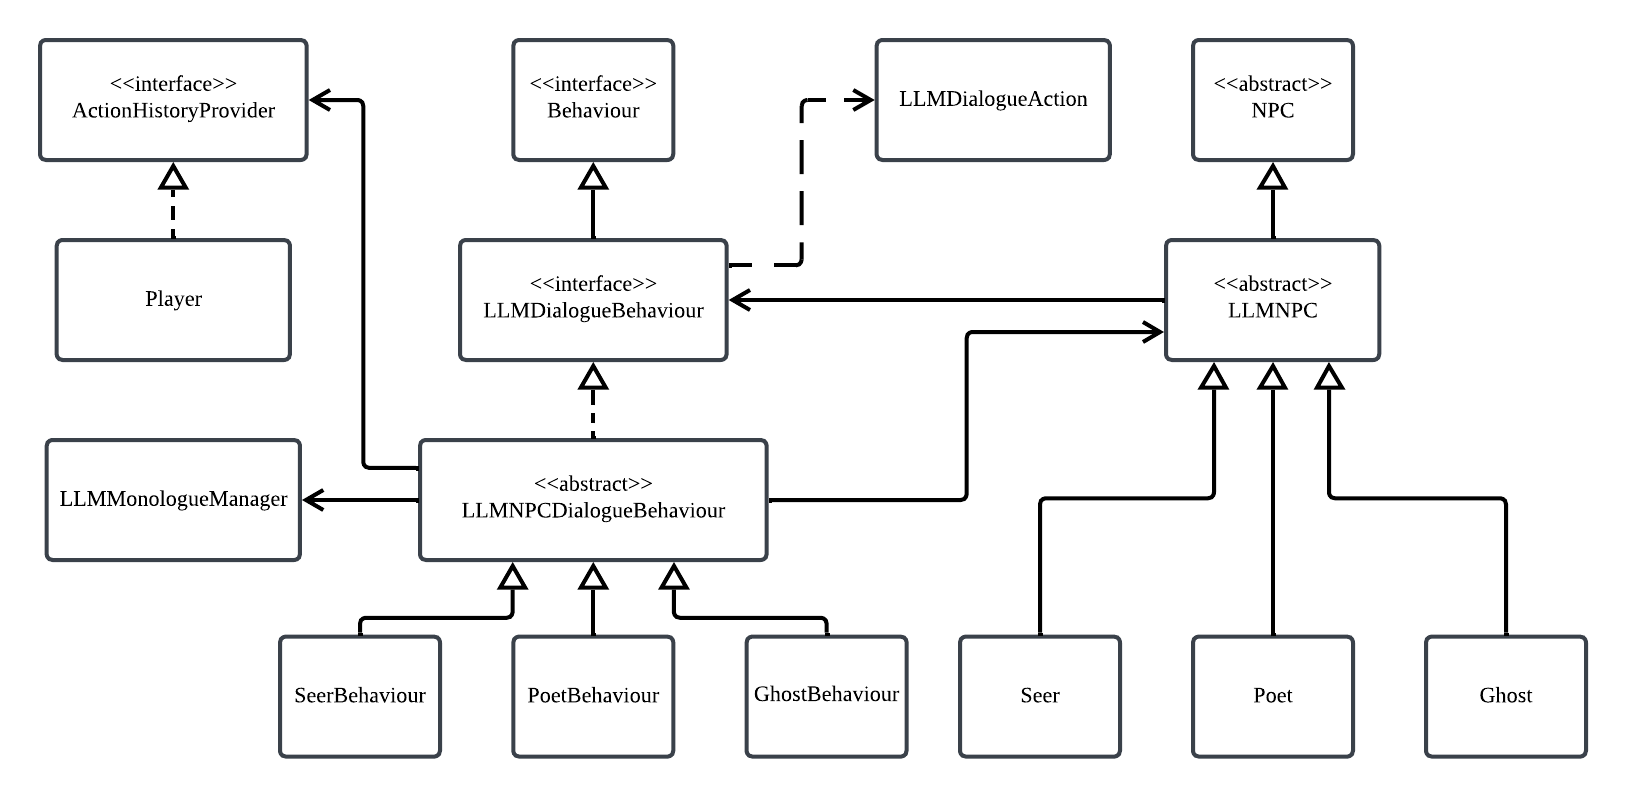 <<interface>>
ActionHistoryProvider
<<interface>>
Behaviour
LLMDialogueAction
<<abstract>>
NPC
Player
<<interface>>
LLMDialogueBehaviour
<<abstract>>
LLMNPC
LLMMonologueManager
<<abstract>>
LLMNPCDialogueBehaviour
SeerBehaviour
PoetBehaviour
GhostBehaviour
Seer
Poet
Ghost